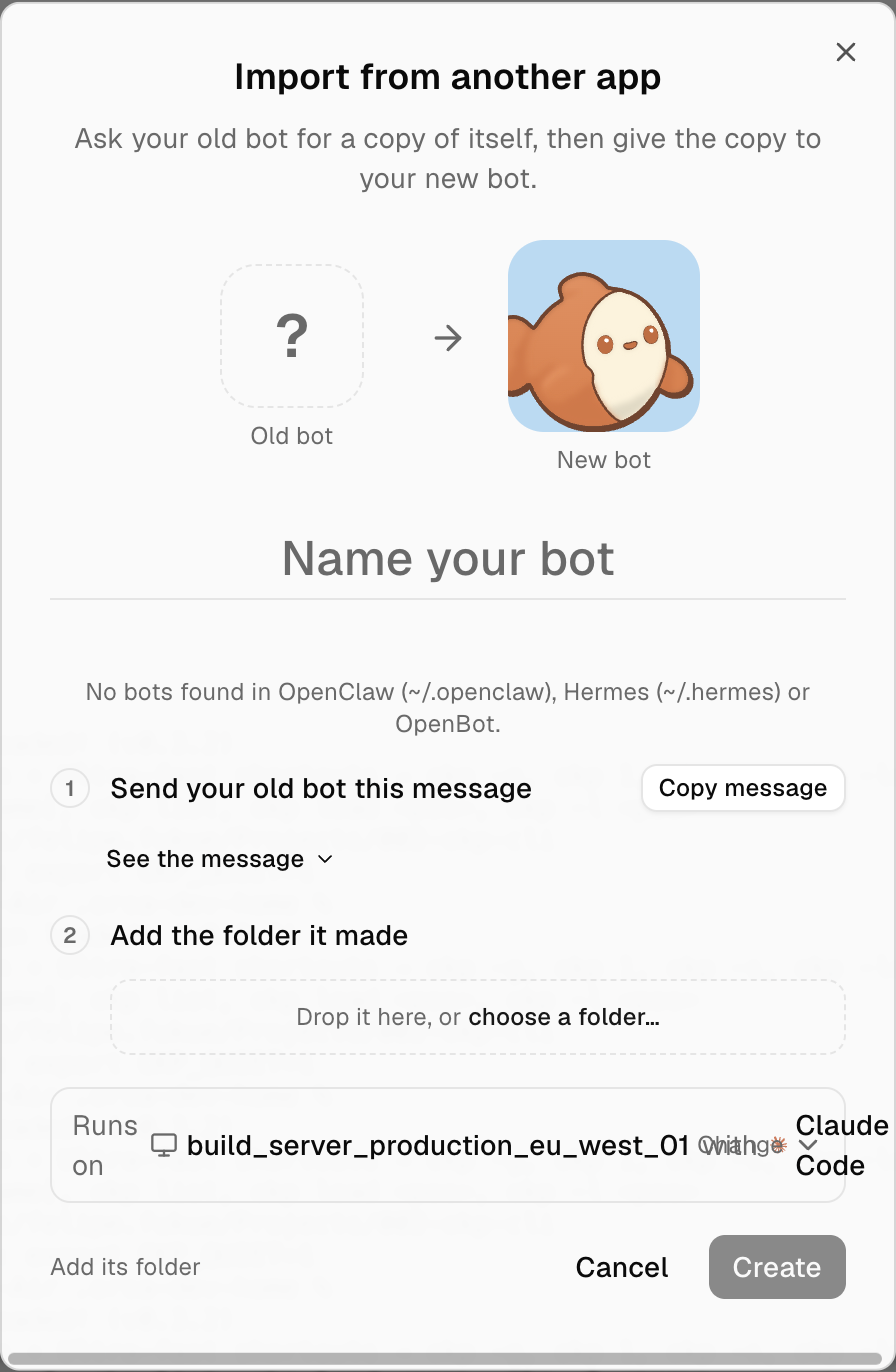 Import from another app
Ask your old bot for a copy of itself, then give the copy to
your new bot.
?
Old bot
New bot
Name your bot
No bots found in OpenClaw (~/.openclaw), Hermes (~/.hermes) or
OpenBot.
1 Send your old bot this message Copy message
See the message
2 Add the folder it made
Drop it here, or choose a folder…
Runs on build_server_production_eu_west_01 with Change Claude Code
Add its folder Cancel Create